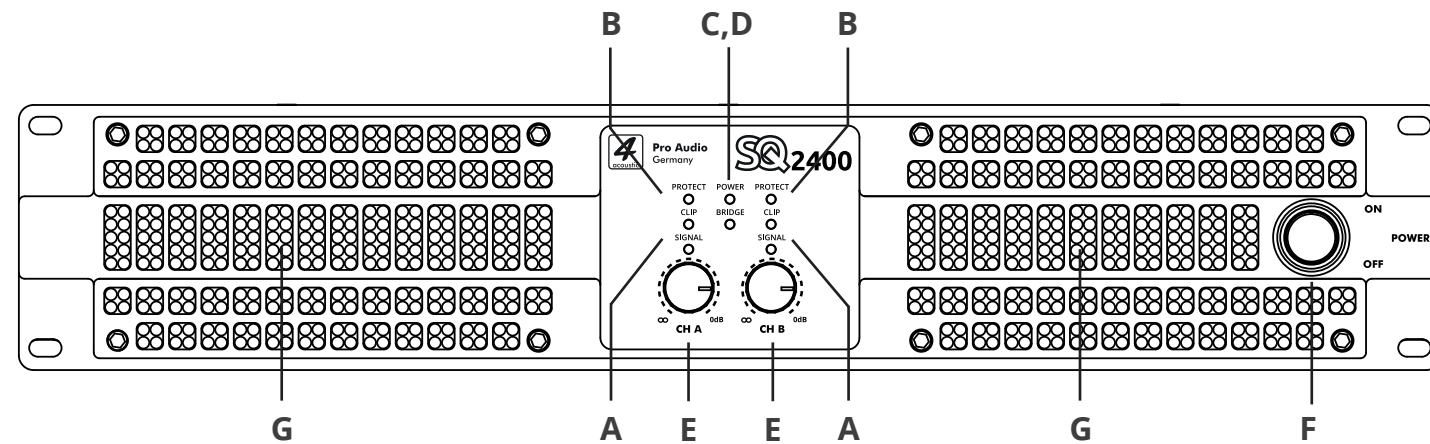 B C,D B
4
acoustic
Pro Audio
Germany
SQ2400
PROTECT POWER PROTECT
CLIP BRIDGE CLIP
SIGNAL SIGNAL
∞ 0dB ∞ 0dB
CH A CH B
ON
POWER
OFF
G A E E A G F